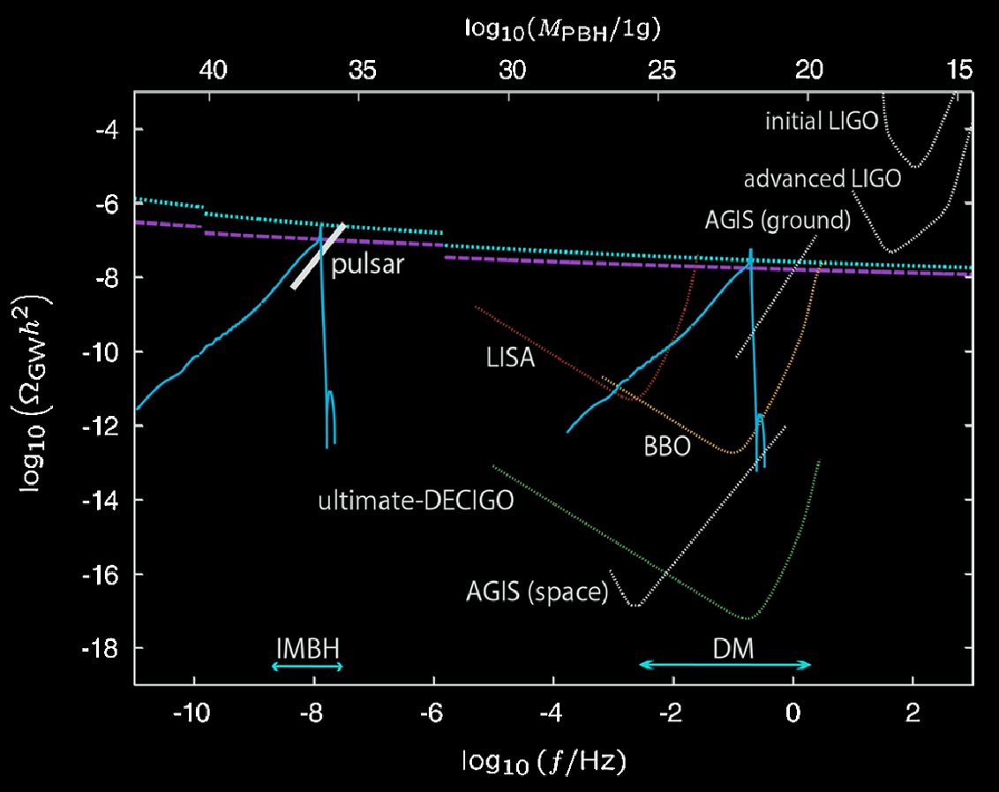 log10(MPBH/1g)
40 35 30 25 20 15
-4
-6
-8
-10
-12
-14
-16
-18
log10 (ΩGWh²)
initial LIGO
advanced LIGO
AGIS (ground)
pulsar
LISA
BBO
ultimate-DECIGO
AGIS (space)
IMBH
DM
-10 -8 -6 -4 -2 0 2
log10 (f/Hz)